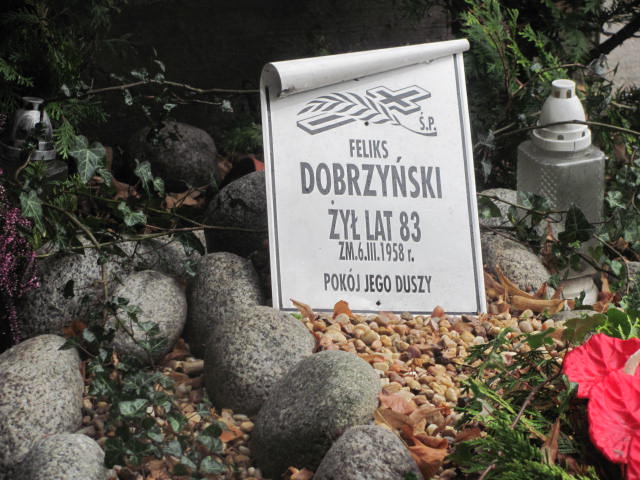 Ś.P.
FELIKS
DOBRZYŃSKI
ŻYŁ LAT 83
ZM.6.III.1958 r.
POKÓJ JEGO DUSZY